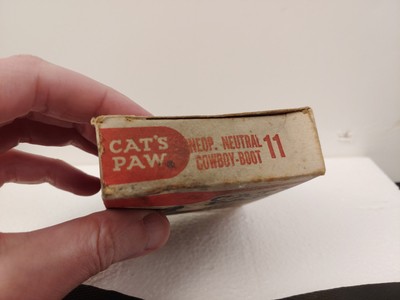 CAT'S
PAW
NEOP. NEUTRAL
COWBOY-BOOT
11